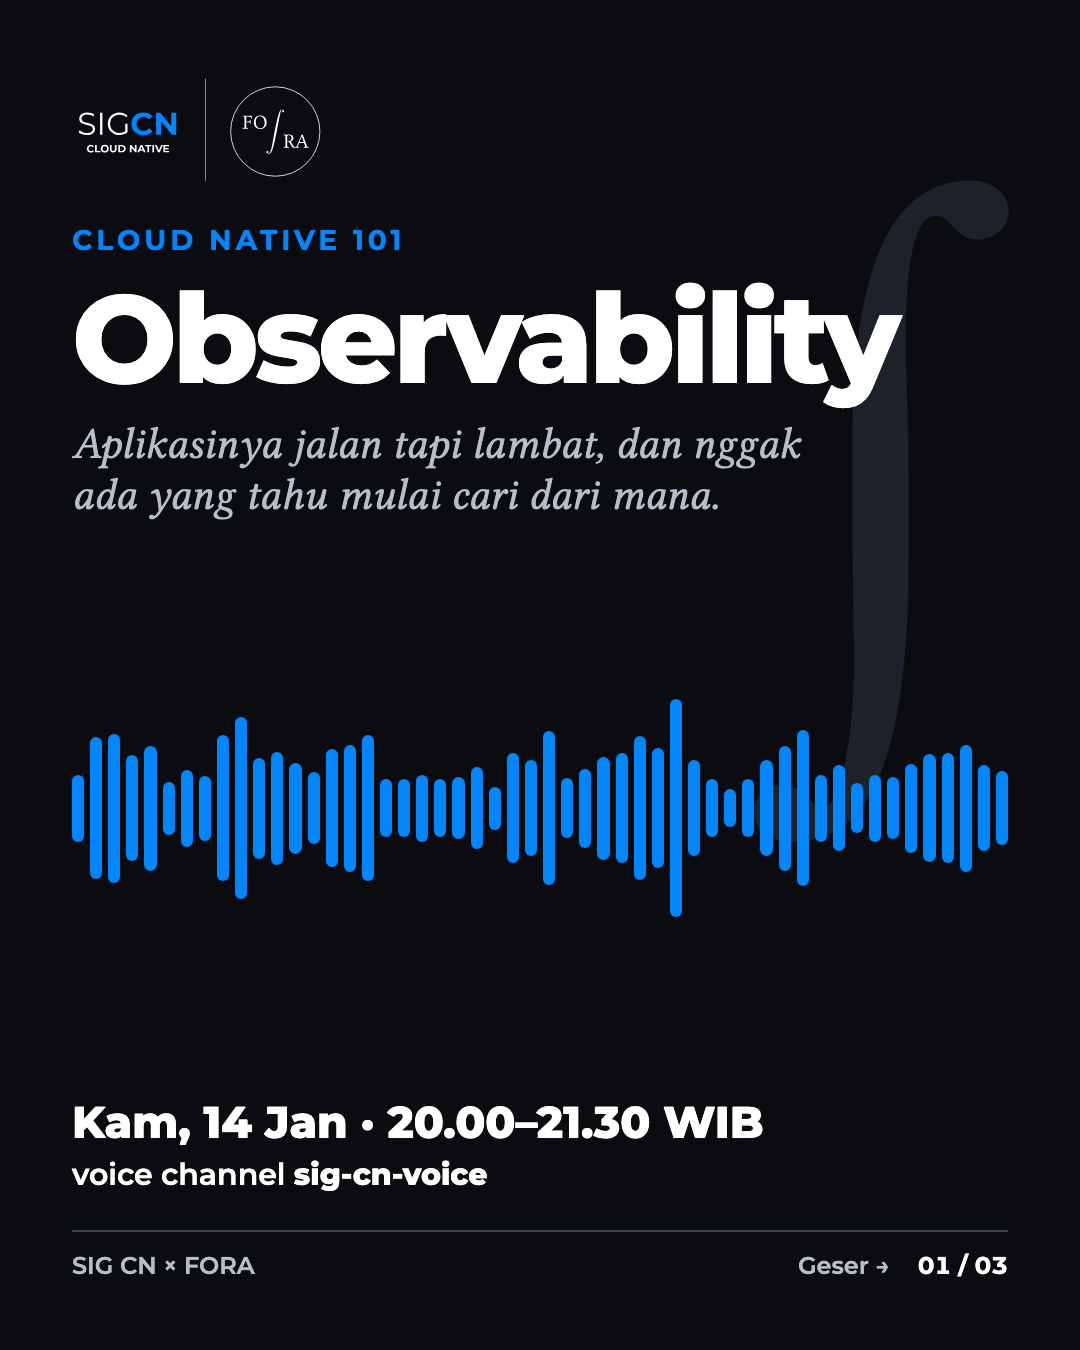 SIGCN
CLOUD NATIVE
FO∫RA
CLOUD NATIVE 101
Observability
Aplikasinya jalan tapi lambat, dan nggak
ada yang tahu mulai cari dari mana.
Kam, 14 Jan · 20.00–21.30 WIB
voice channel sig-cn-voice
SIG CN × FORA
Geser → 01 / 03